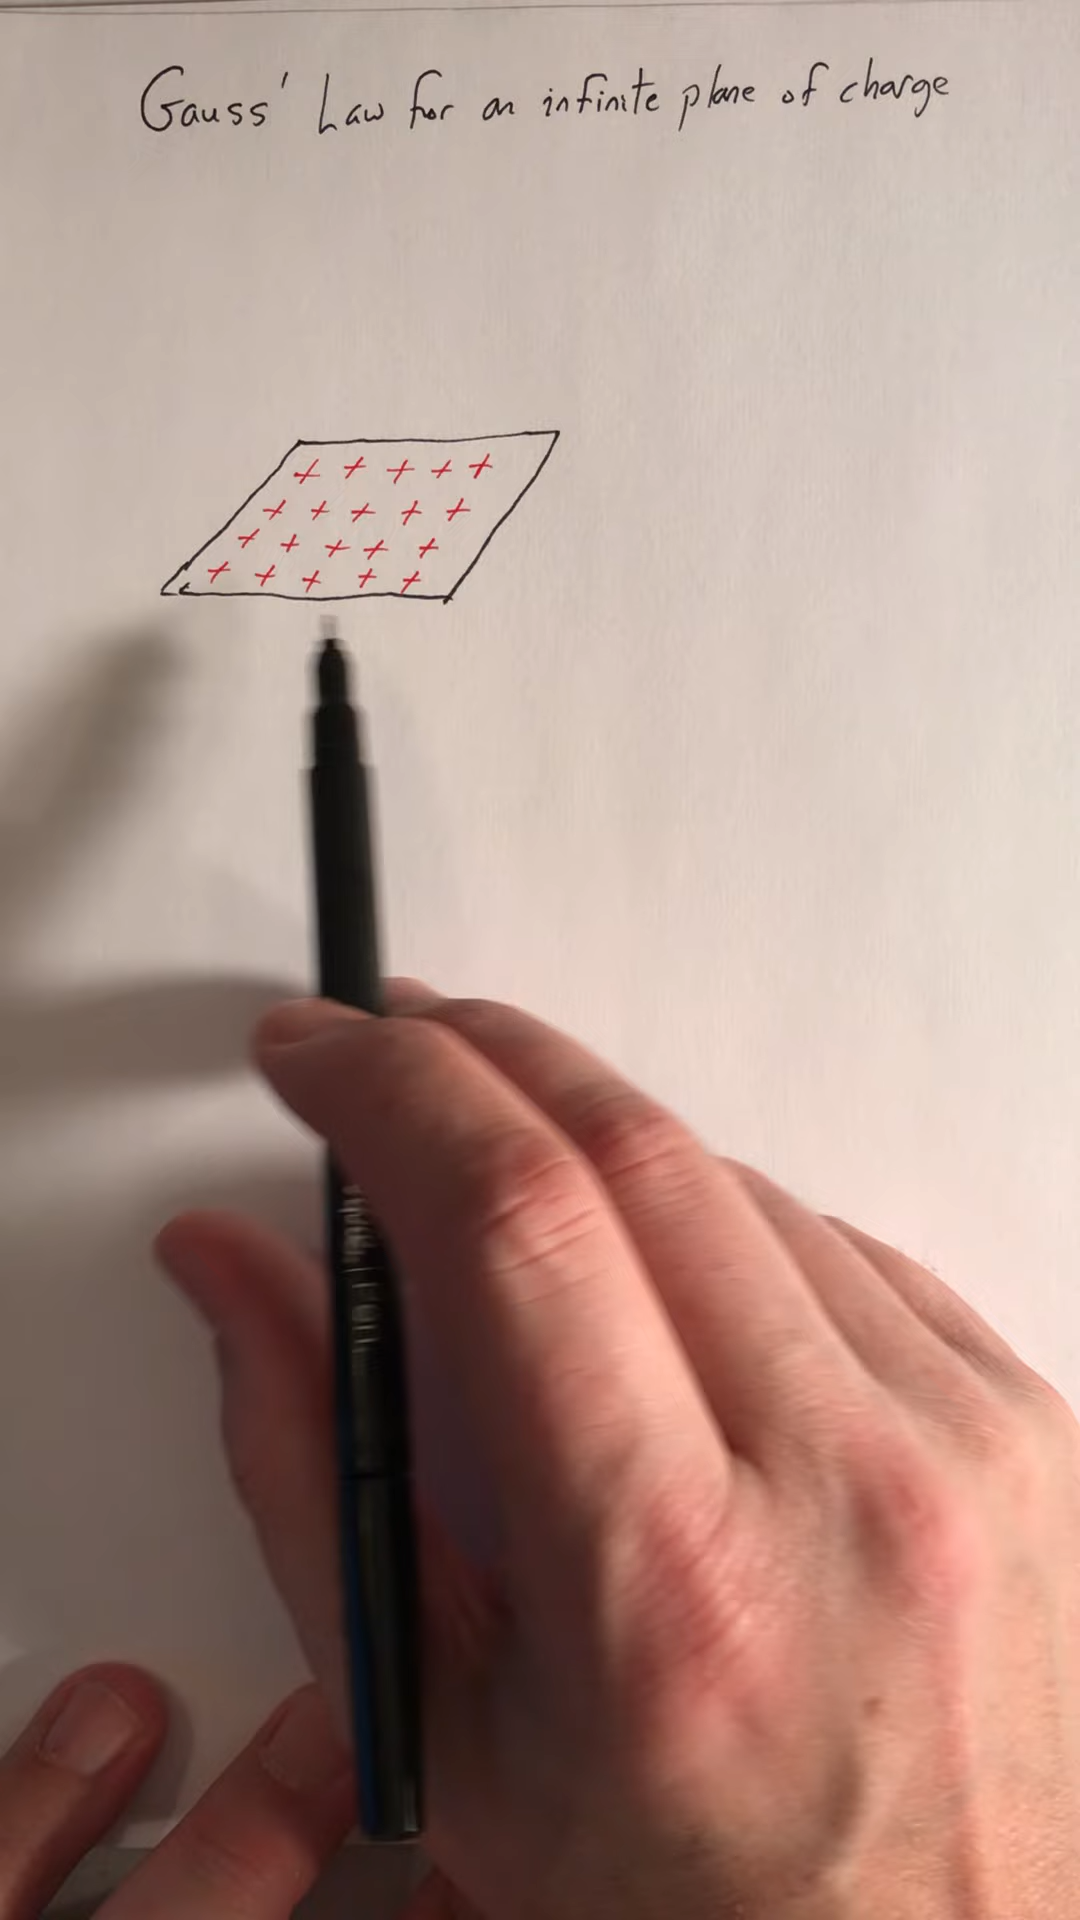 Gauss' Law for an infinite plane of charge
+ + + + +
+ + + + +
+ + + + +
+ + + + +